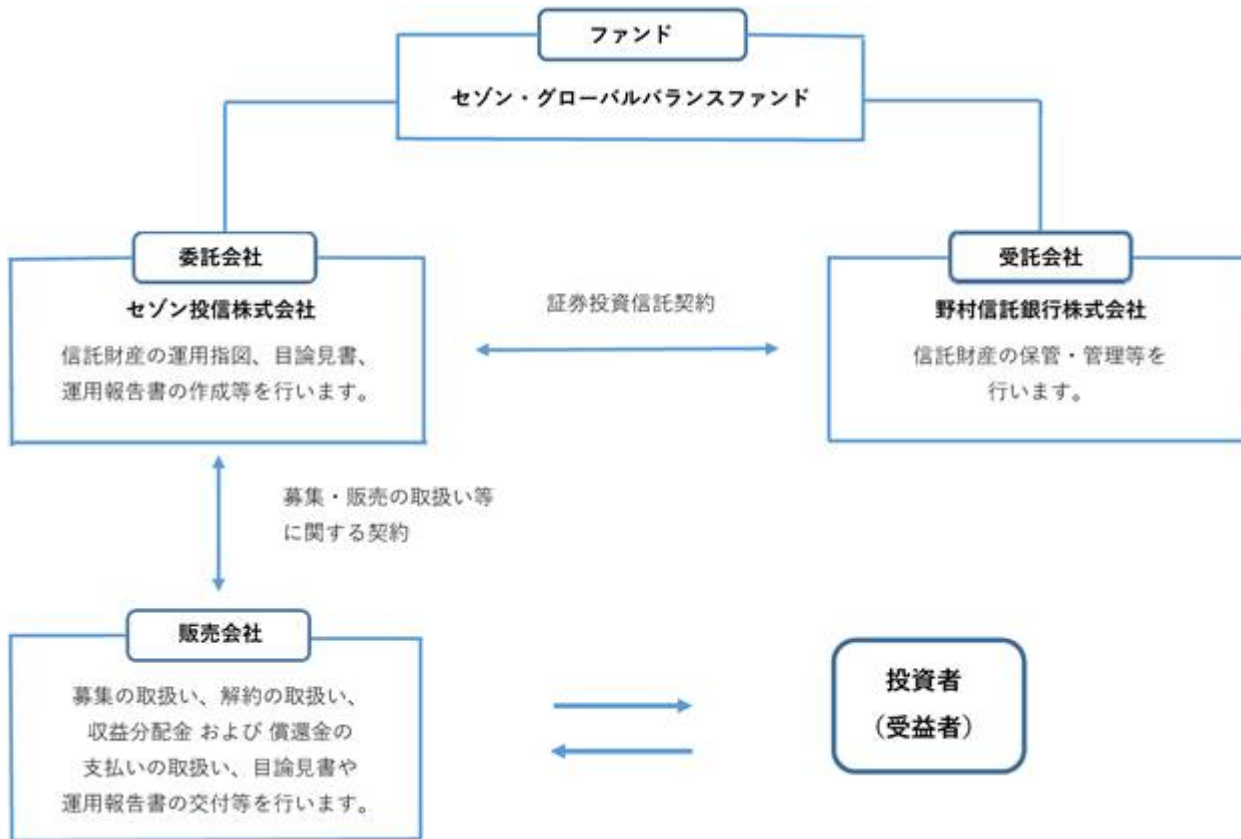 ファンド
セゾン・グローバルバランスファンド
委託会社
セゾン投信株式会社
信託財産の運用指図、目論見書、
運用報告書の作成等を行います。
証券投資信託契約
受託会社
野村信託銀行株式会社
信託財産の保管・管理等を
行います。
募集・販売の取扱い等
に関する契約
販売会社
募集の取扱い、解約の取扱い、
収益分配金 および 償還金の
支払いの取扱い、目論見書や
運用報告書の交付等を行います。
投資者
（受益者）